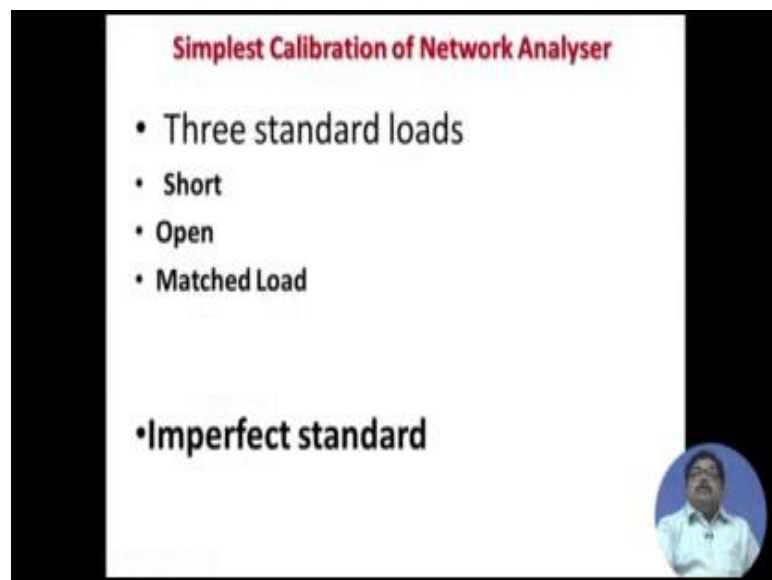 Simplest Calibration of Network Analyser
• Three standard loads
• Short
• Open
• Matched Load
•Imperfect standard